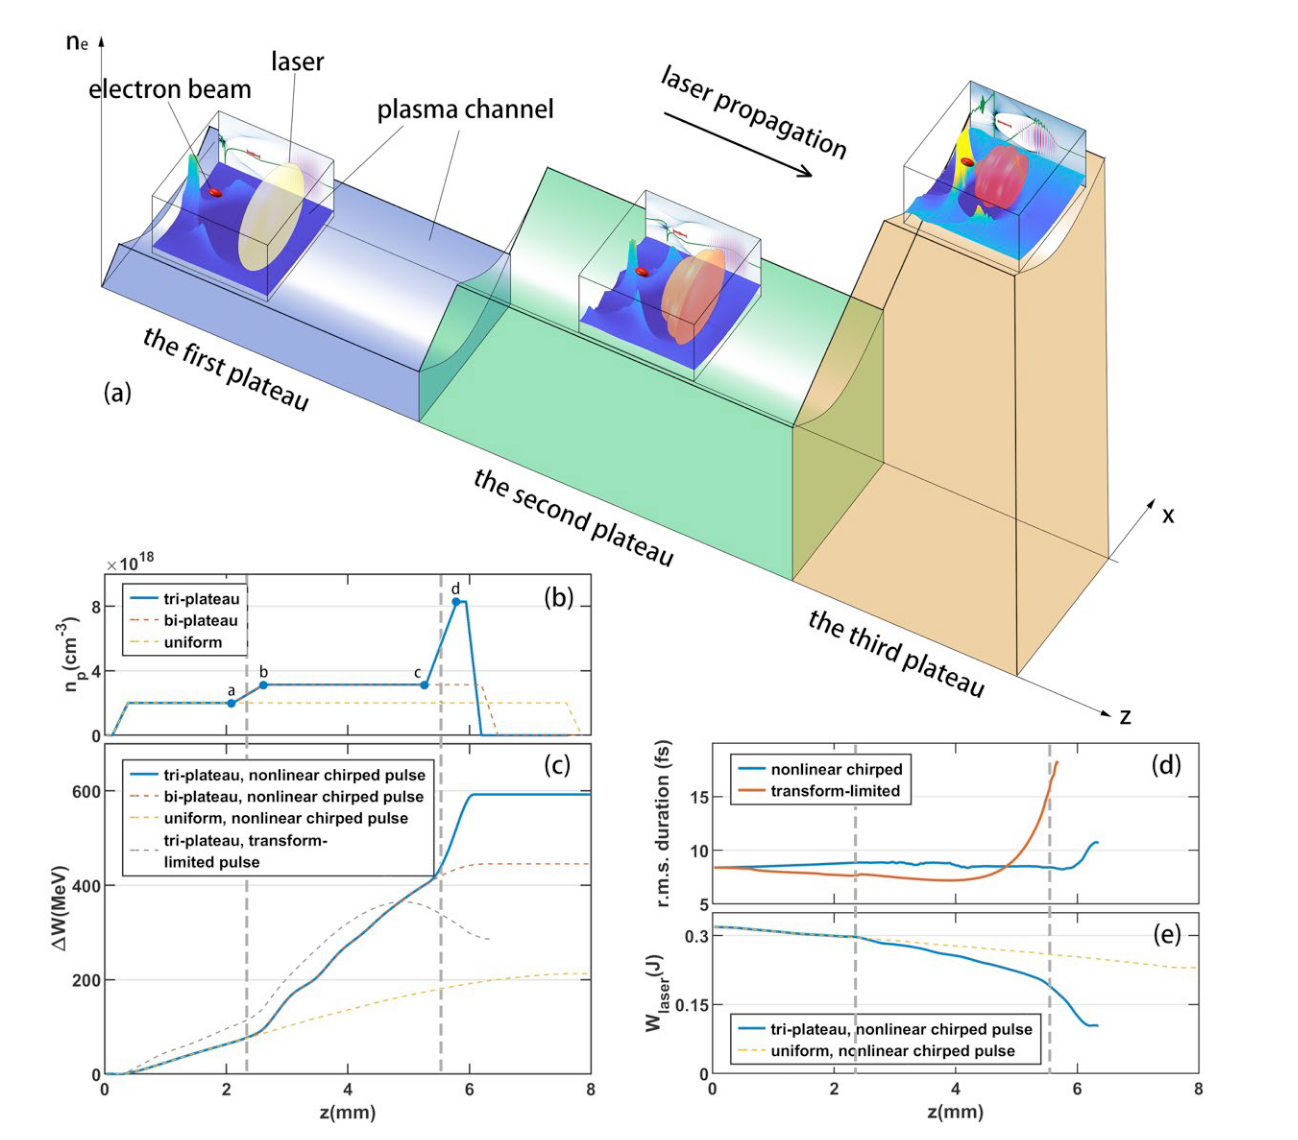 nₑ
laser
electron beam
plasma channel
laser propagation
the first plateau
(a)
the second plateau
the third plateau
x
z
×10¹⁸
tri-plateau
bi-plateau
uniform
a
b
c
d
(b)
8
4
0
nₚ(cm⁻³)
tri-plateau, nonlinear chirped pulse
bi-plateau, nonlinear chirped pulse
uniform, nonlinear chirped pulse
tri-plateau, transform-
limited pulse
(c)
600
400
200
0
ΔW(MeV)
0 2 4 6 8
z(mm)
nonlinear chirped
transform-limited
(d)
15
10
5
r.m.s. duration (fs)
(e)
0.3
0.15
0
W_laser(J)
tri-plateau, nonlinear chirped pulse
uniform, nonlinear chirped pulse
0 2 4 6 8
z(mm)